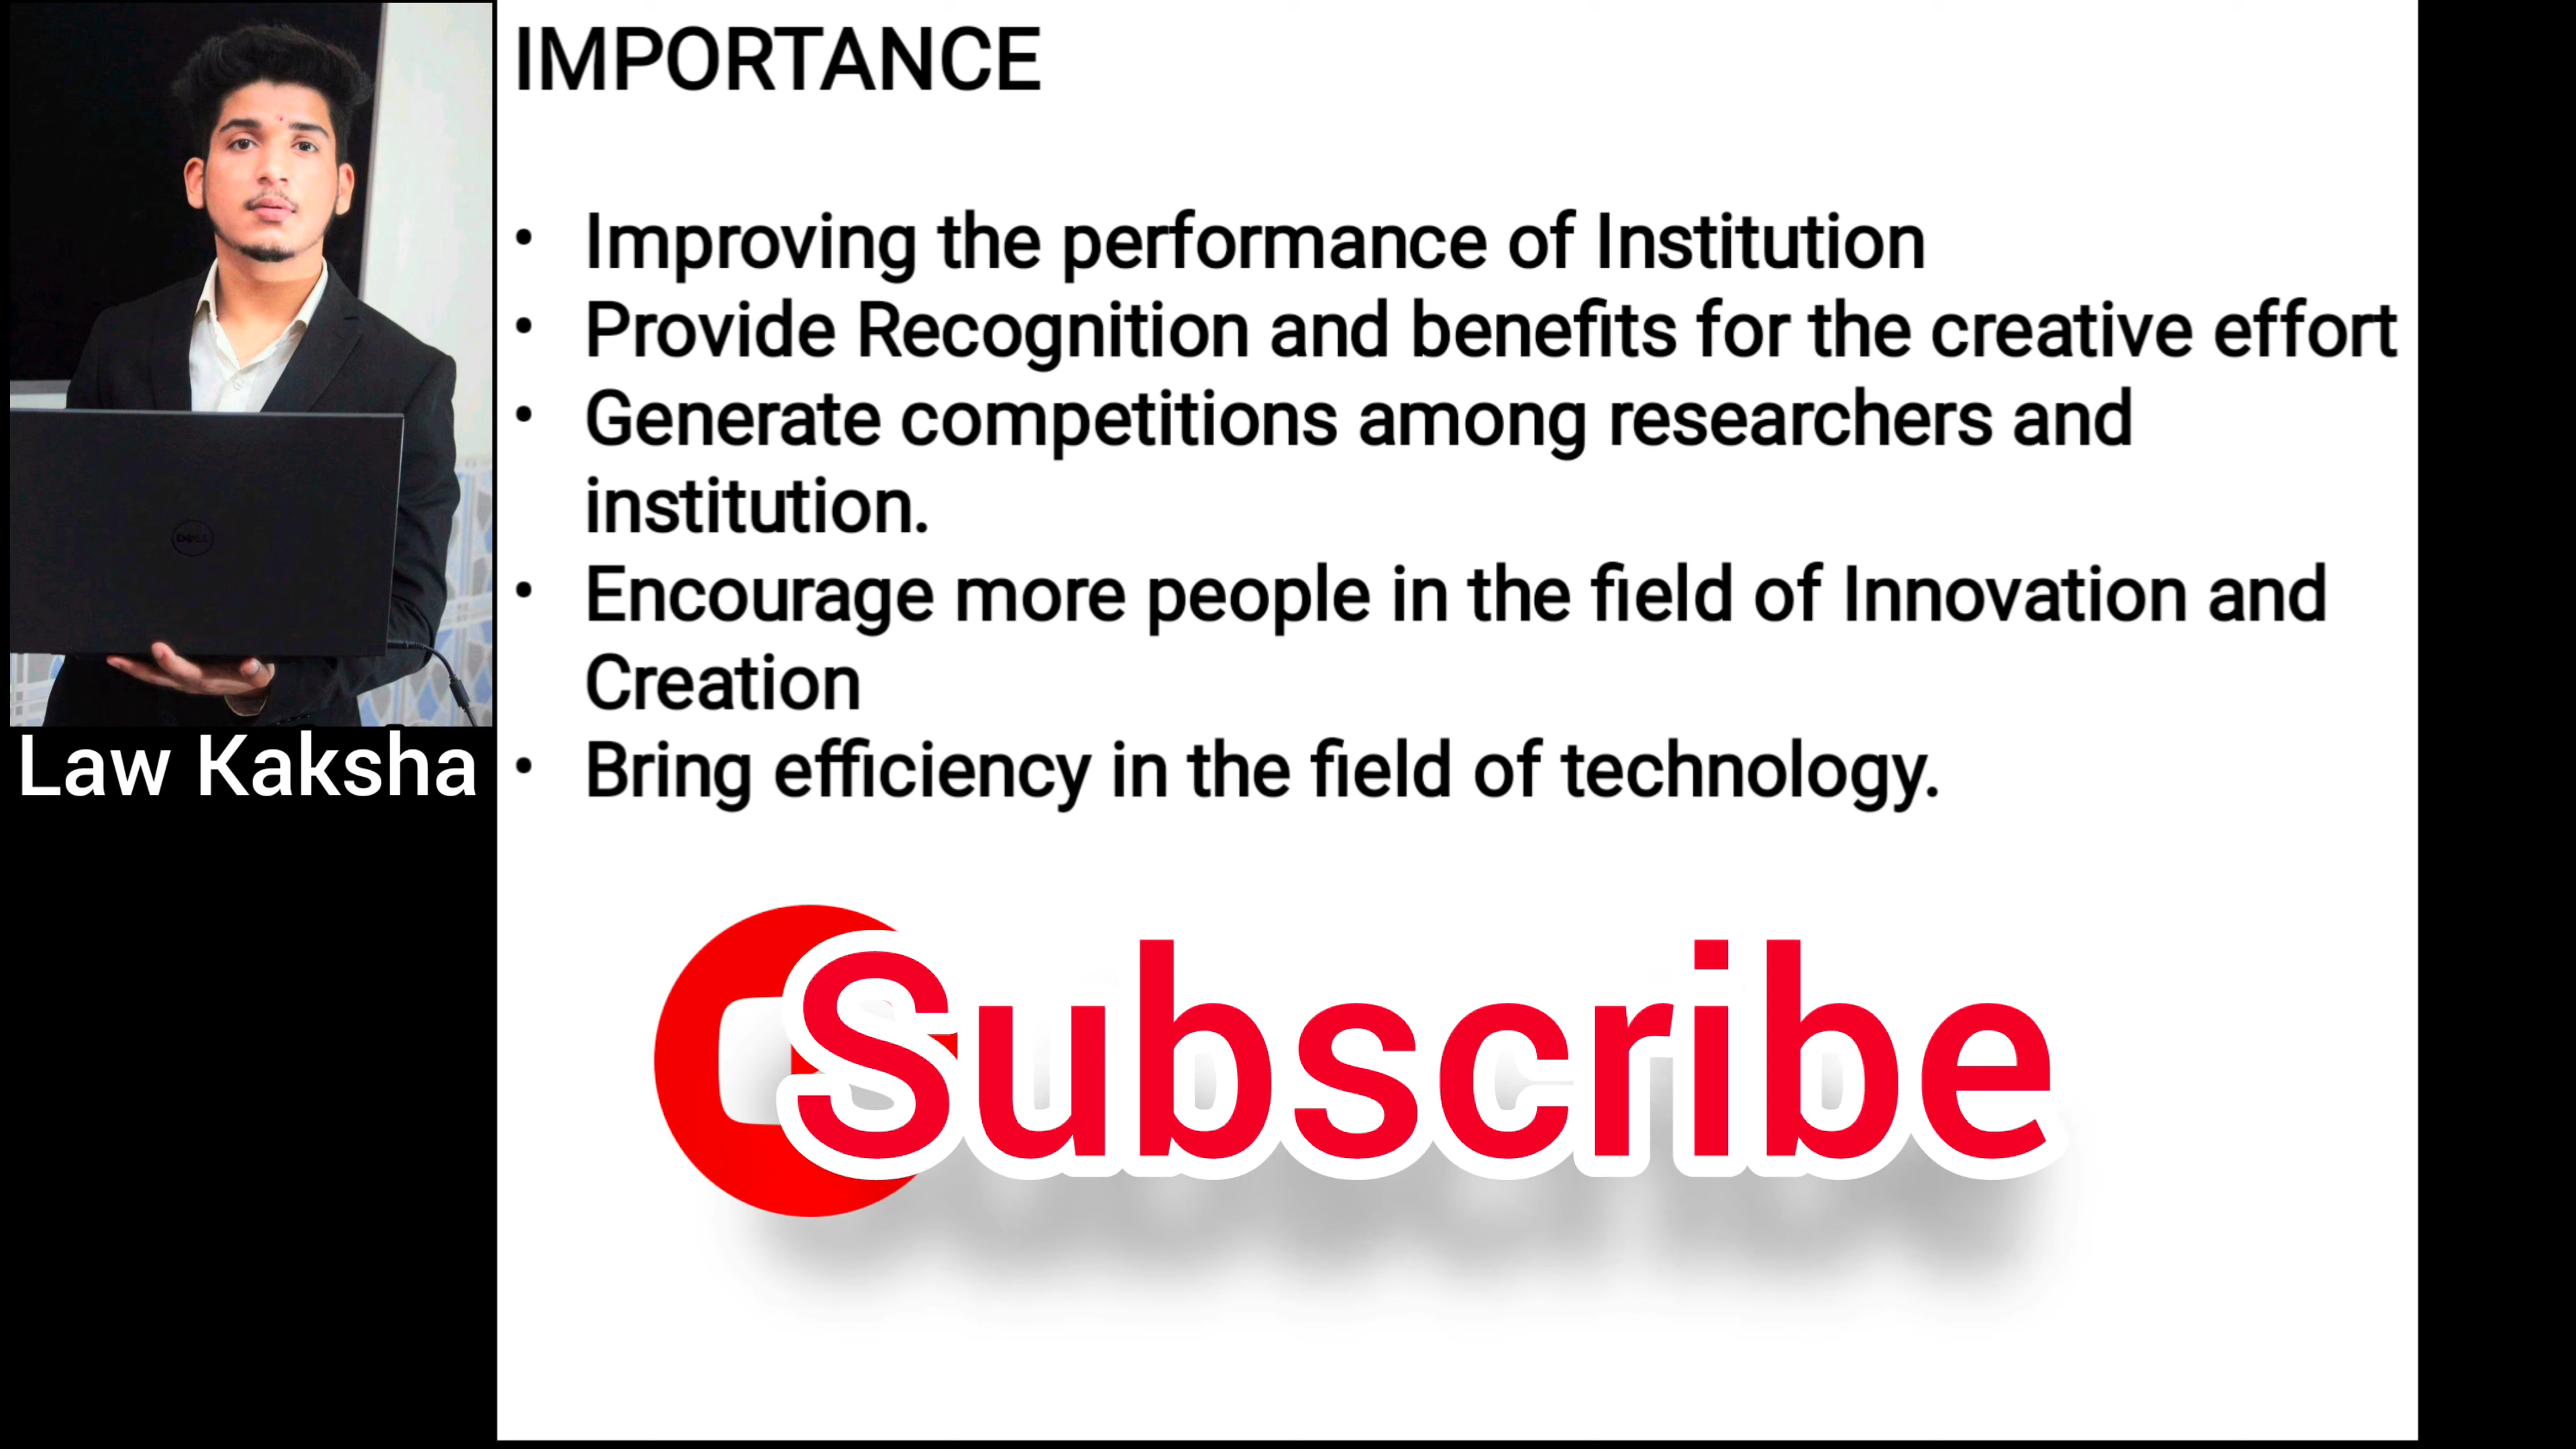 IMPORTANCE
• Improving the performance of Institution
• Provide Recognition and benefits for the creative effort
• Generate competitions among researchers and
institution.
• Encourage more people in the field of Innovation and
Creation
• Bring efficiency in the field of technology.
DELL
Law Kaksha
Subscribe